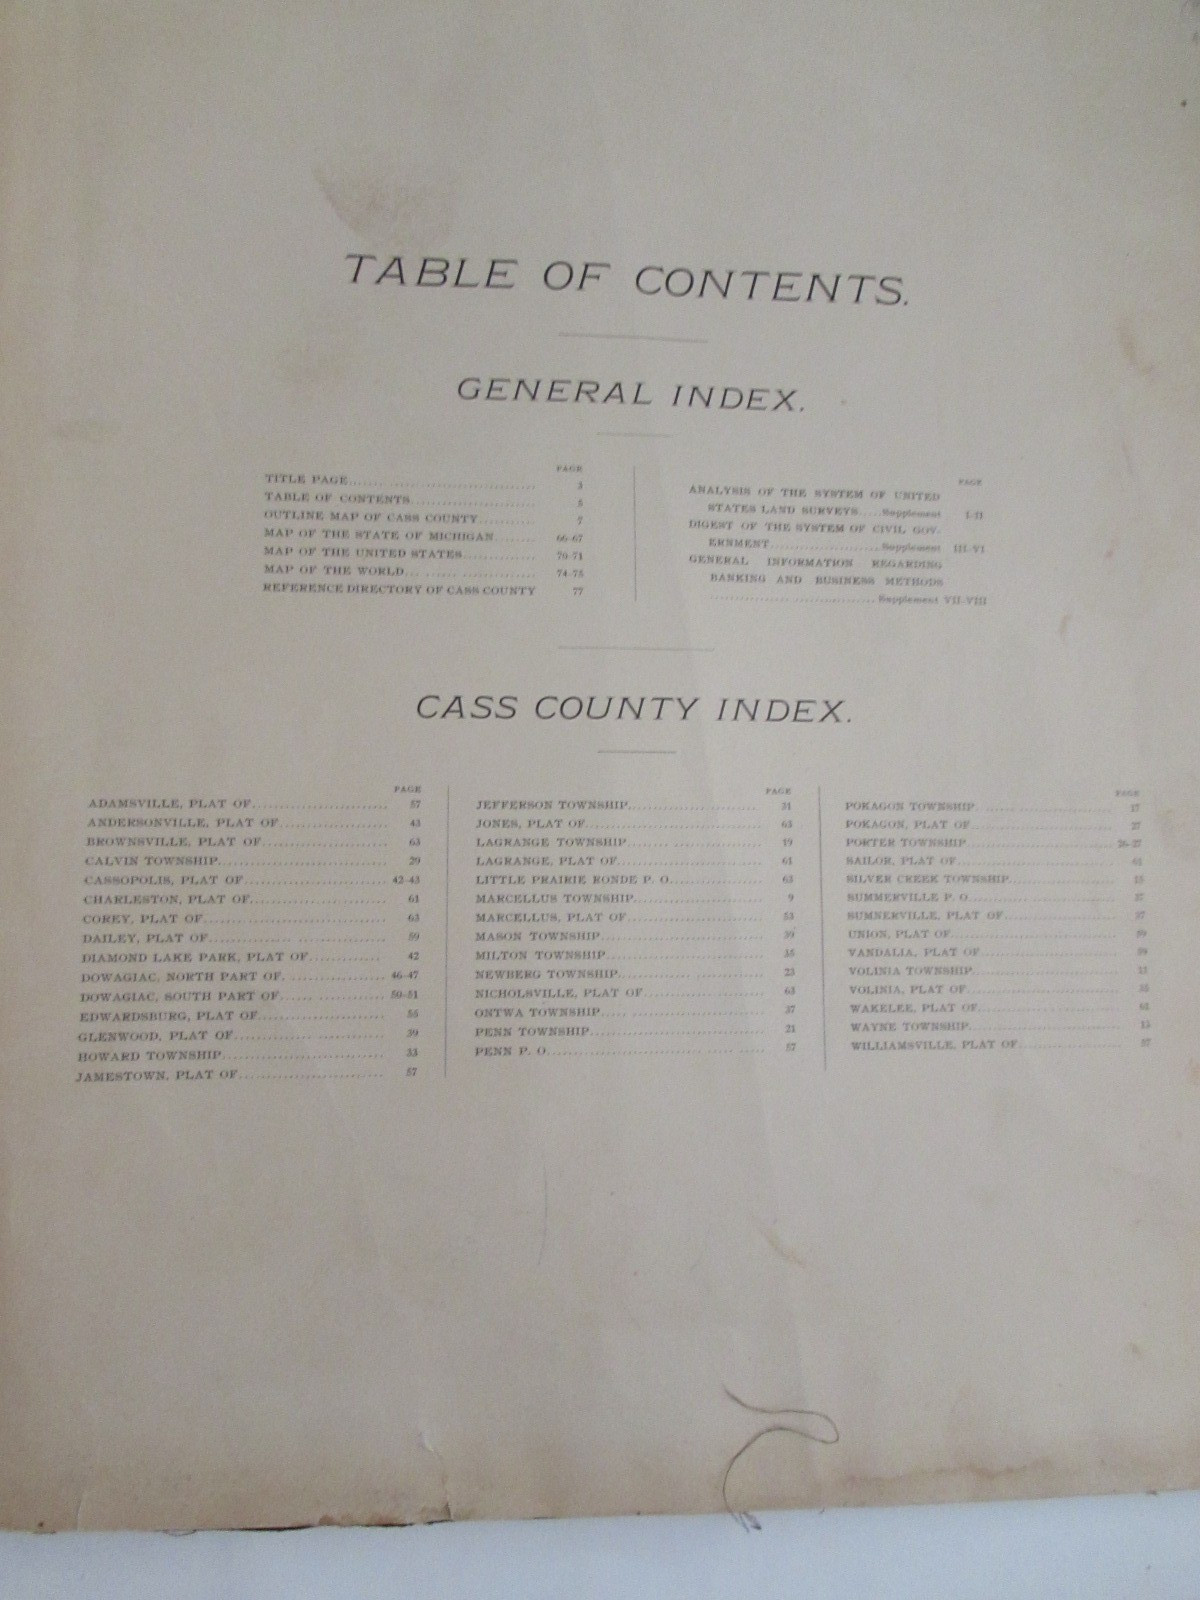 TABLE OF CONTENTS.
GENERAL INDEX.
PAGE
TITLE PAGE 3
TABLE OF CONTENTS 5
OUTLINE MAP OF CASS COUNTY 7
MAP OF THE STATE OF MICHIGAN 66-67
MAP OF THE UNITED STATES 70-71
MAP OF THE WORLD 74-75
REFERENCE DIRECTORY OF CASS COUNTY 77
PAGE
ANALYSIS OF THE SYSTEM OF UNITED
STATES LAND SURVEYS Supplement I-II
DIGEST OF THE SYSTEM OF CIVIL GOV-
ERNMENT Supplement III-VI
GENERAL INFORMATION REGARDING
BANKING AND BUSINESS METHODS
Supplement VII-VIII
CASS COUNTY INDEX.
PAGE
ADAMSVILLE, PLAT OF 57
ANDERSONVILLE, PLAT OF 43
BROWNSVILLE, PLAT OF 63
CALVIN TOWNSHIP 29
CASSOPOLIS, PLAT OF 42-43
CHARLESTON, PLAT OF 61
COREY, PLAT OF 63
DAILEY, PLAT OF 59
DIAMOND LAKE PARK, PLAT OF 42
DOWAGIAC, NORTH PART OF 46-47
DOWAGIAC, SOUTH PART OF 50-51
EDWARDSBURG, PLAT OF 55
GLENWOOD, PLAT OF 59
HOWARD TOWNSHIP 33
JAMESTOWN, PLAT OF 57
PAGE
JEFFERSON TOWNSHIP 31
JONES, PLAT OF 63
LAGRANGE TOWNSHIP 19
LAGRANGE, PLAT OF 61
LITTLE PRAIRIE RONDE P. O. 63
MARCELLUS TOWNSHIP 9
MARCELLUS, PLAT OF 53
MASON TOWNSHIP 39
MILTON TOWNSHIP 35
NEWBERG TOWNSHIP 23
NICHOLSVILLE, PLAT OF 63
ONTWA TOWNSHIP 37
PENN TOWNSHIP 21
PENN P. O. 57
PAGE
POKAGON TOWNSHIP 17
POKAGON, PLAT OF
PORTER TOWNSHIP 26-27
SAILOR, PLAT OF
SILVER CREEK TOWNSHIP
SUMMERVILLE P. O.
SUMNERVILLE, PLAT OF
UNION, PLAT OF
VANDALIA, PLAT OF
VOLINIA TOWNSHIP
VOLINIA, PLAT OF
WAKELEE, PLAT OF
WAYNE TOWNSHIP 13
WILLIAMSVILLE, PLAT OF